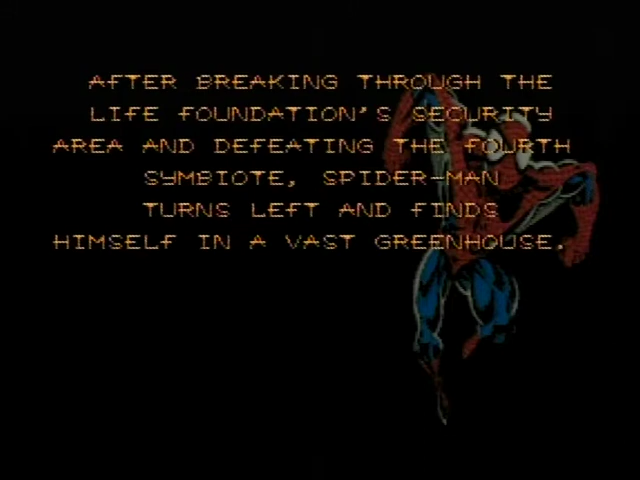 AFTER BREAKING THROUGH THE
LIFE FOUNDATION'S SECURITY
AREA AND DEFEATING THE FOURTH
SYMBIOTE, SPIDER-MAN
TURNS LEFT AND FINDS
HIMSELF IN A VAST GREENHOUSE.